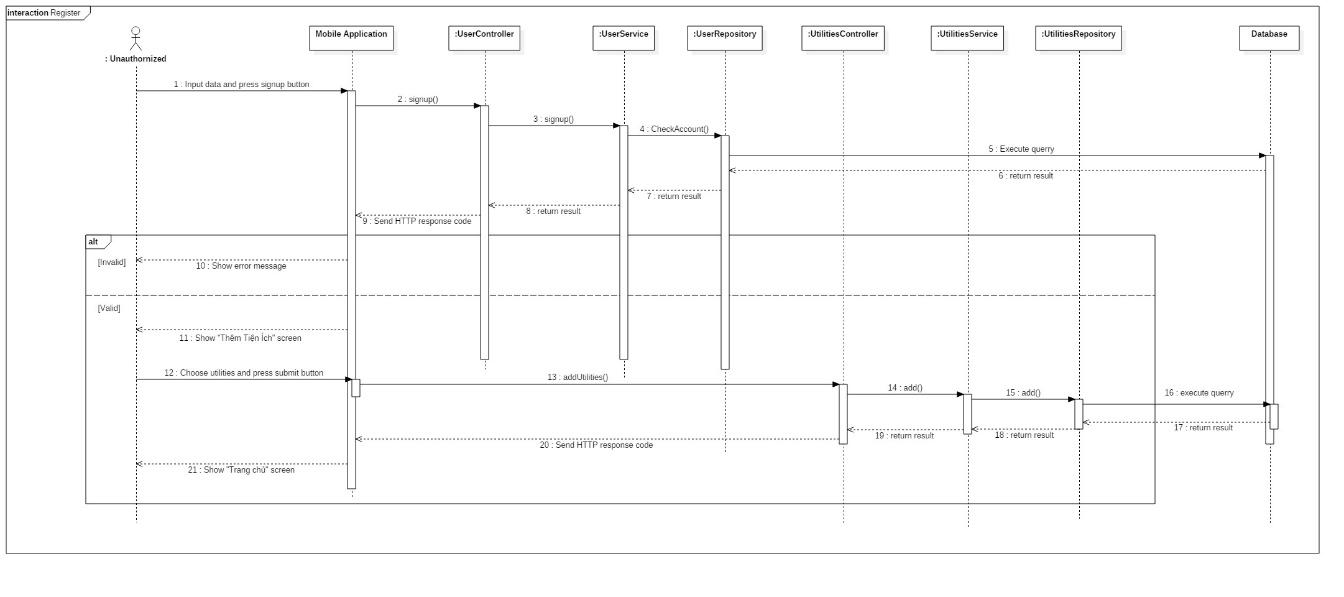 interaction Register
: Unauthornized
Mobile Application
:UserController
:UserService
:UserRepository
:UtilitiesController
:UtilitiesService
:UtilitiesRepository
Database
1 : Input data and press signup button
2 : signup()
3 : signup()
4 : CheckAccount()
5 : Execute querry
6 : return result
7 : return result
8 : return result
9 : Send HTTP response code
alt
[Invalid]
10 : Show error message
[Valid]
11 : Show "Thêm Tiện Ích" screen
12 : Choose utilities and press submit button
13 : addUtilities()
14 : add()
15 : add()
16 : execute querry
17 : return result
18 : return result
19 : return result
20 : Send HTTP response code
21 : Show "Trang chủ" screen